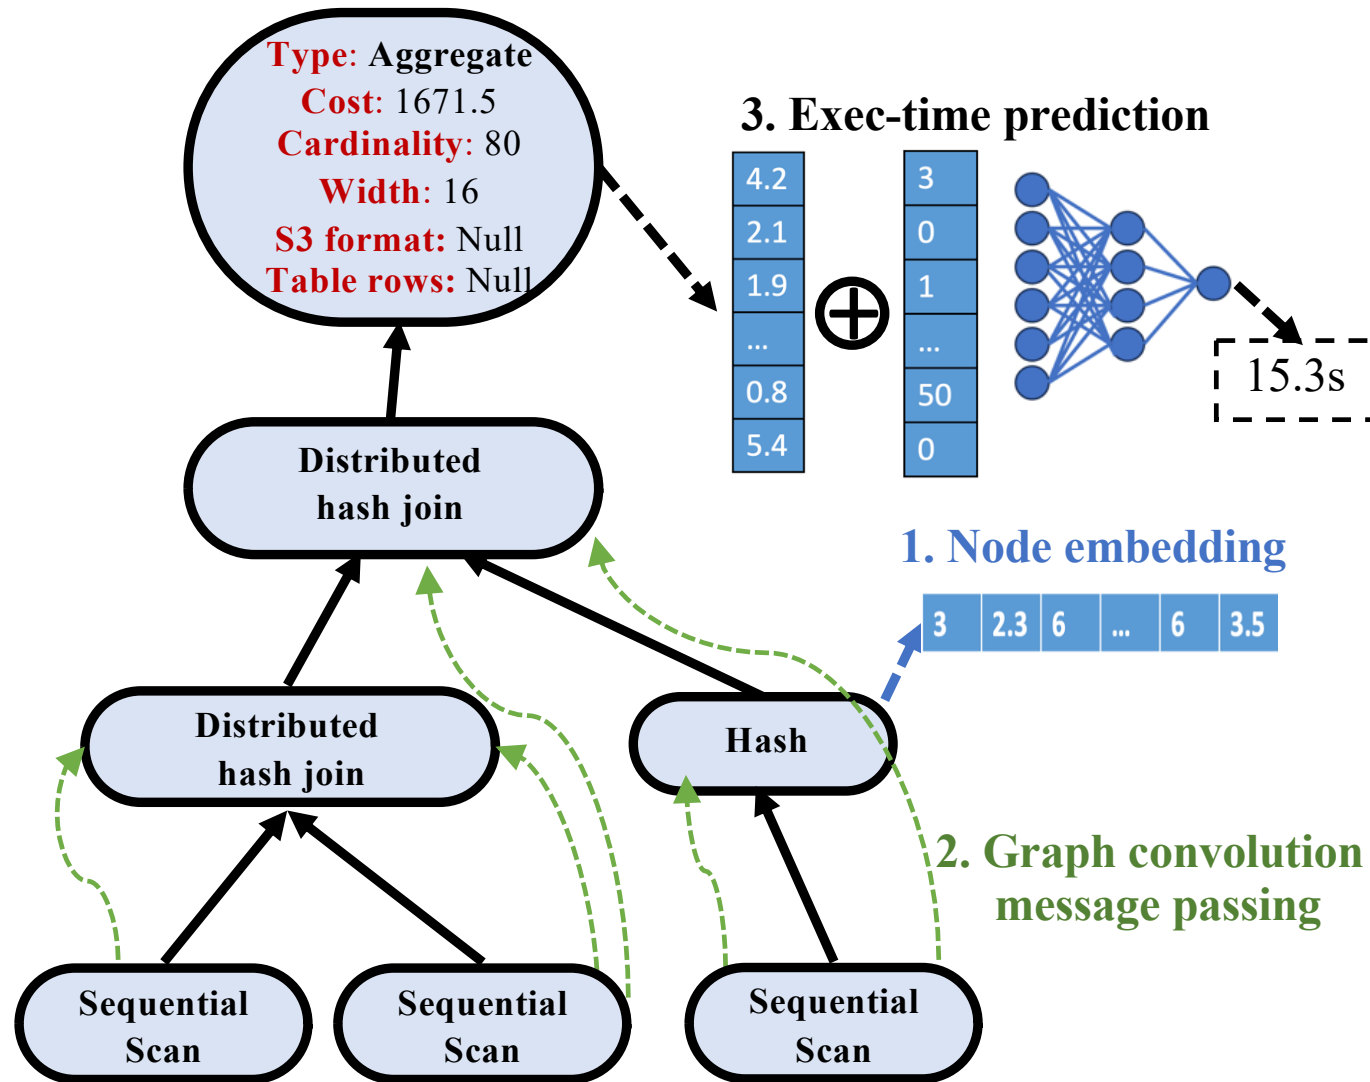 Type: Aggregate
Cost: 1671.5
Cardinality: 80
Width: 16
S3 format: Null
Table rows: Null
3. Exec-time prediction
4.2
2.1
1.9
...
0.8
5.4
3
0
1
...
50
0
15.3s
Distributed
hash join
1. Node embedding
3 2.3 6 ... 6 3.5
Distributed
hash join
Hash
2. Graph convolution
message passing
Sequential
Scan
Sequential
Scan
Sequential
Scan